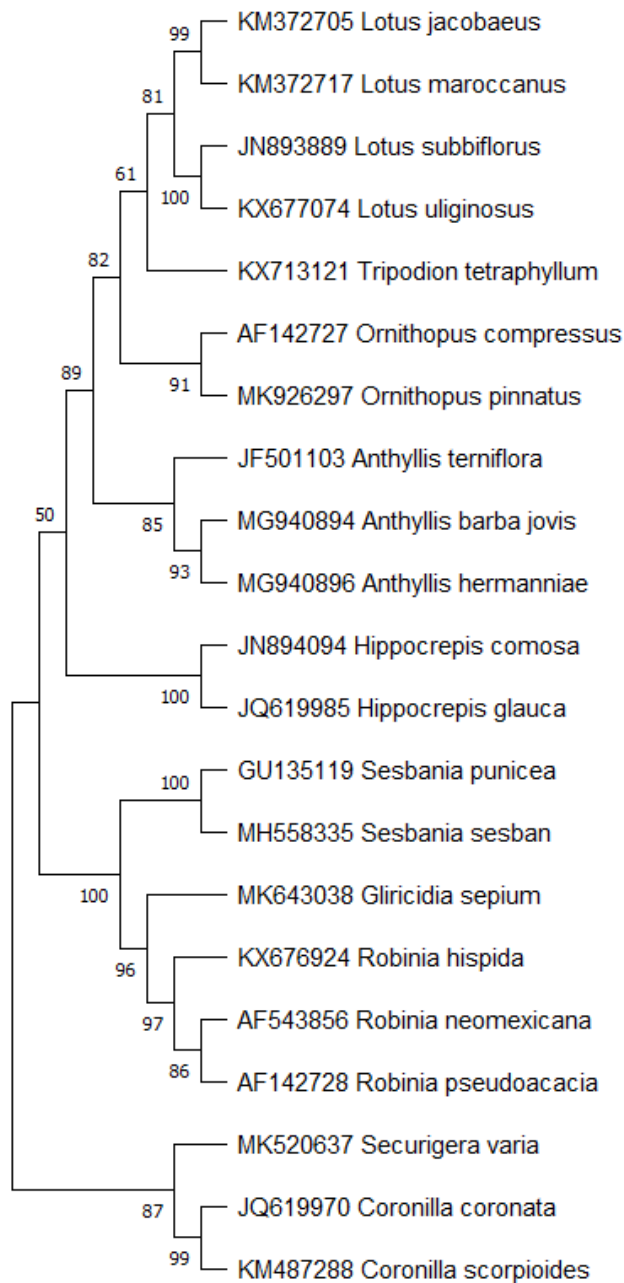 KM372705 Lotus jacobaeus
99
KM372717 Lotus maroccanus
81
JN893889 Lotus subbiflorus
61
100
KX677074 Lotus uliginosus
82
KX713121 Tripodion tetraphyllum
AF142727 Ornithopus compressus
89
91
MK926297 Ornithopus pinnatus
JF501103 Anthyllis terniflora
50
85
MG940894 Anthyllis barba jovis
93
MG940896 Anthyllis hermanniae
JN894094 Hippocrepis comosa
100
JQ619985 Hippocrepis glauca
GU135119 Sesbania punicea
100
MH558335 Sesbania sesban
100
MK643038 Gliricidia sepium
96
KX676924 Robinia hispida
97
AF543856 Robinia neomexicana
86
AF142728 Robinia pseudoacacia
MK520637 Securigera varia
87
JQ619970 Coronilla coronata
99
KM487288 Coronilla scorpioides